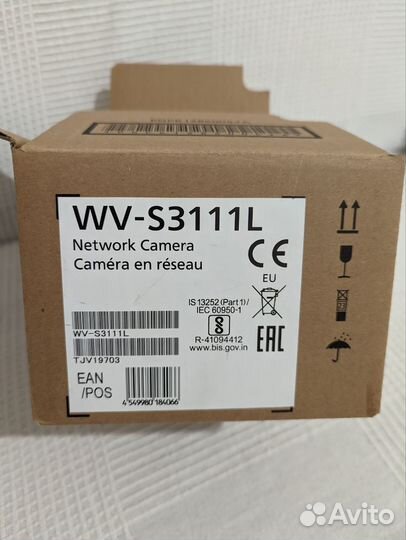 WV-S3111L
Network Camera
Caméra en réseau
CE
EU
IS 13252 (Part 1)/
IEC 60950-1
R-41094412
www.bis.gov.in
EAC
WV-S3111L
TJV19703
EAN
/POS
4 549980 184066
Avito